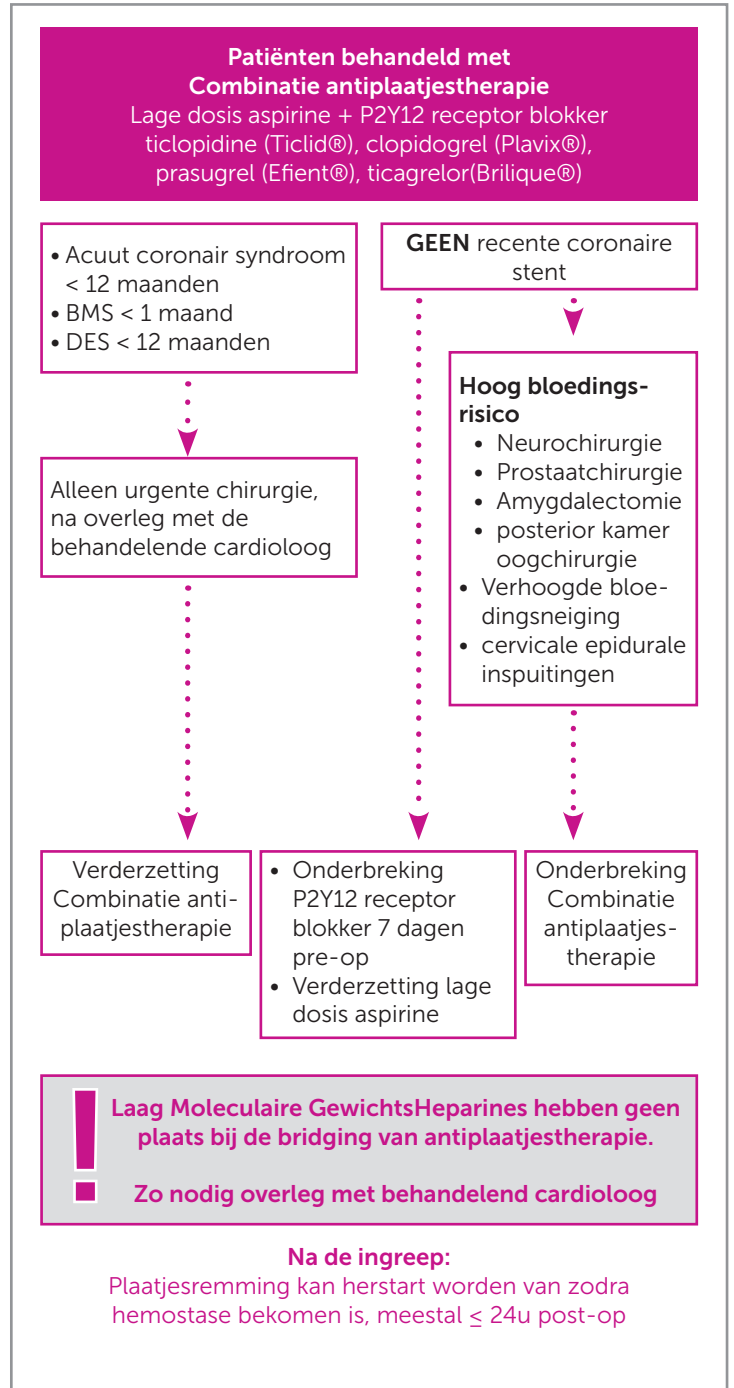 Patiënten behandeld met
Combinatie antiplaatjestherapie
Lage dosis aspirine + P2Y12 receptor blokker
ticlopidine (Ticlid®), clopidogrel (Plavix®),
prasugrel (Efient®), ticagrelor(Brilique®)
• Acuut coronair syndroom
< 12 maanden
• BMS < 1 maand
• DES < 12 maanden
GEEN recente coronaire
stent
Alleen urgente chirurgie,
na overleg met de
behandelende cardioloog
Hoog bloedings-
risico
• Neurochirurgie
• Prostaatchirurgie
• Amygdalectomie
• posterior kamer
oogchirurgie
• Verhoogde bloe-
dingsneiging
• cervicale epidurale
inspuitingen
Verderzetting
Combinatie anti-
plaatjestherapie
• Onderbreking
P2Y12 receptor
blokker 7 dagen
pre-op
• Verderzetting lage
dosis aspirine
Onderbreking
Combinatie
antiplaatjes-
therapie
!
Laag Moleculaire GewichtsHeparines hebben geen
plaats bij de bridging van antiplaatjestherapie.
Zo nodig overleg met behandelend cardioloog
Na de ingreep:
Plaatjesremming kan herstart worden van zodra
hemostase bekomen is, meestal ≤ 24u post-op